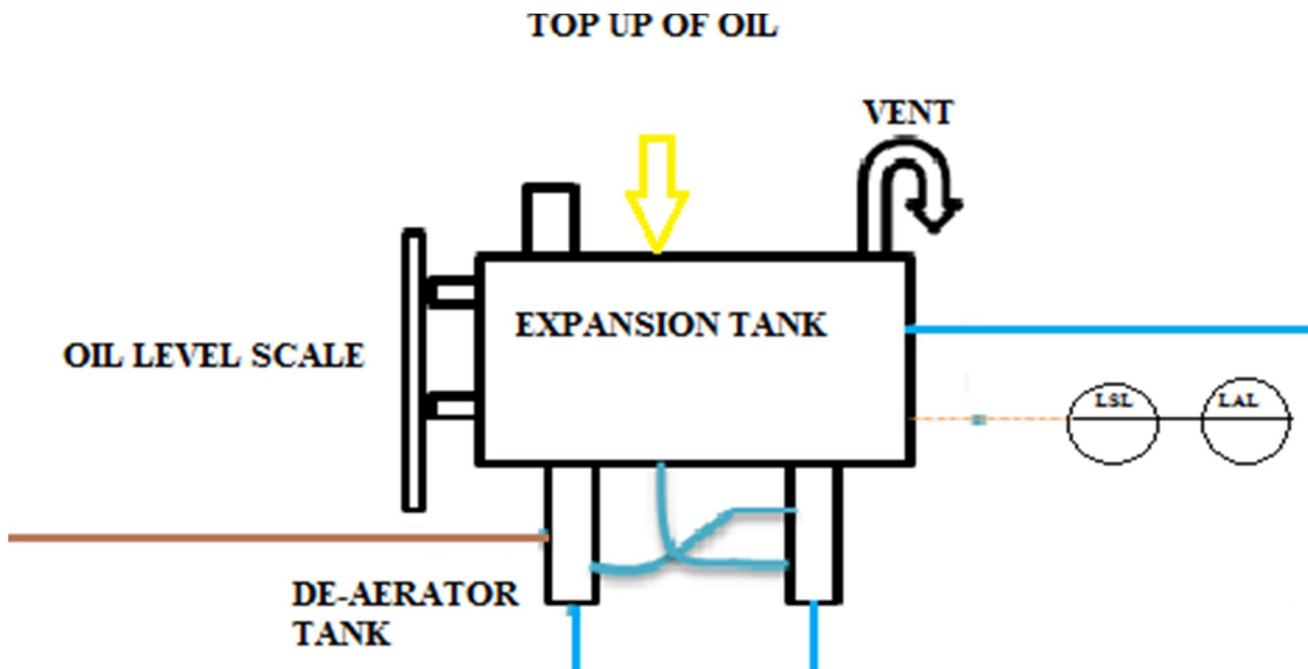 TOP UP OF OIL
VENT
EXPANSION TANK
OIL LEVEL SCALE
LSL
LAL
DE-AERATOR
TANK